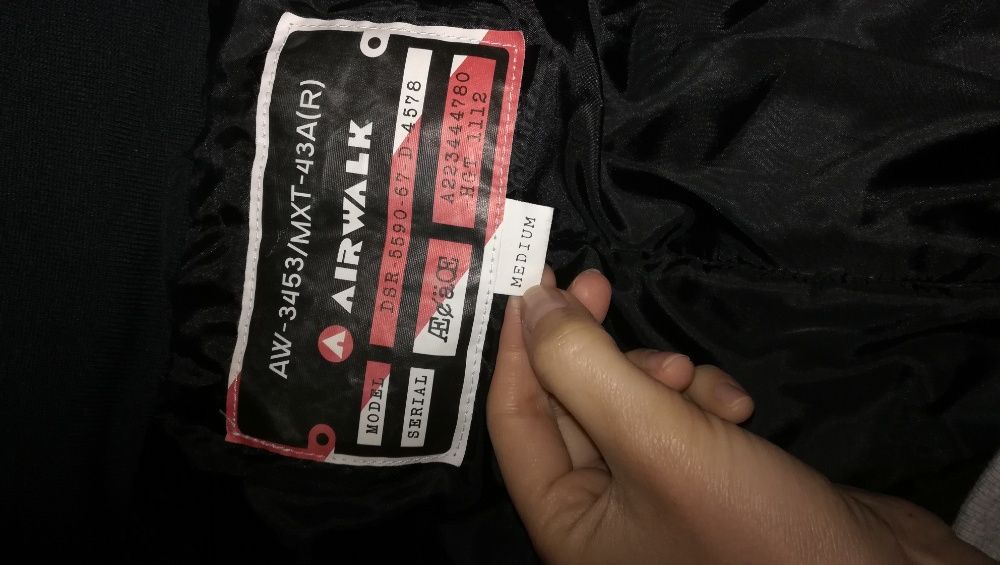 AW-3453/MXT-43A(R)
AIRWALK
MODEL DSR 5590-67 D 4578
SERIAL A223444780
HGT 1112
MEDIUM